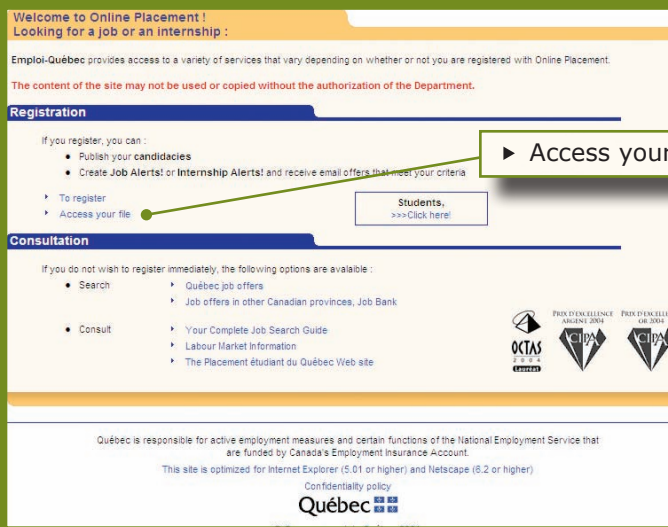 Welcome to Online Placement !
Looking for a job or an internship :
Emploi-Québec provides access to a variety of services that vary depending on whether or not you are registered with Online Placement.
The content of the site may not be used or copied without the authorization of the Department.
Registration
If you register, you can :
• Publish your candidacies
• Create Job Alerts! or Internship Alerts! and receive email offers that meet your criteria
To register
Access your file
Students,
>>>Click here!
Access your
Consultation
If you do not wish to register immediately, the following options are avalaible :
• Search
Québec job offers
Job offers in other Canadian provinces, Job Bank
• Consult
Your Complete Job Search Guide
Labour Market Information
The Placement étudiant du Québec Web site
OCTAS
2004
Lauréat
PRIX D'EXCELLENCE
ARGENT 2004
CIPA
OR 2004
CIPA
Québec is responsible for active employment measures and certain functions of the National Employment Service that
are funded by Canada's Employment Insurance Account.
This site is optimized for Internet Explorer (5.01 or higher) and Netscape (6.2 or higher)
Confidentiality policy
Québec